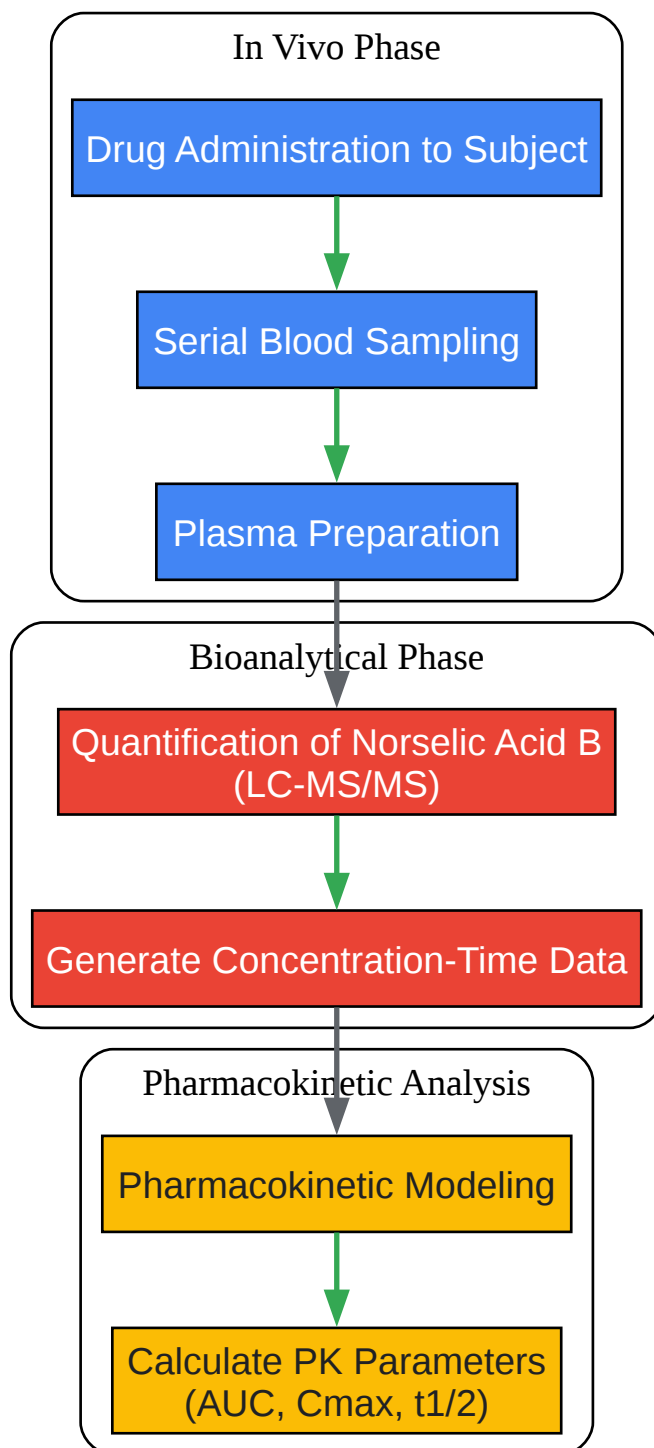 In Vivo Phase
Drug Administration to Subject
Serial Blood Sampling
Plasma Preparation
Bioanalytical Phase
Quantification of Norselic Acid B
(LC-MS/MS)
Generate Concentration-Time Data
Pharmacokinetic Analysis
Pharmacokinetic Modeling
Calculate PK Parameters
(AUC, Cmax, t1/2)